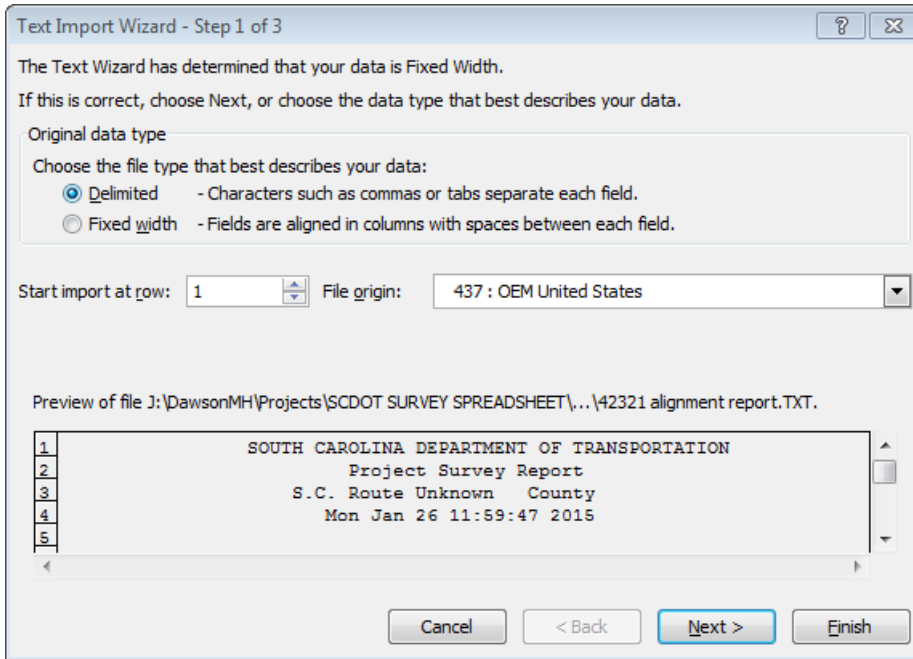 Text Import Wizard - Step 1 of 3
The Text Wizard has determined that your data is Fixed Width.
If this is correct, choose Next, or choose the data type that best describes your data.
Original data type
Choose the file type that best describes your data:
Delimited - Characters such as commas or tabs separate each field.
Fixed width - Fields are aligned in columns with spaces between each field.
Start import at row: 1 File origin: 437 : OEM United States
Preview of file J:\DawsonMH\Projects\SCDOT SURVEY SPREADSHEET\...\42321 alignment report.TXT.
1 SOUTH CAROLINA DEPARTMENT OF TRANSPORTATION
2 Project Survey Report
3 S.C. Route Unknown County
4 Mon Jan 26 11:59:47 2015
5
Cancel < Back Next > Finish